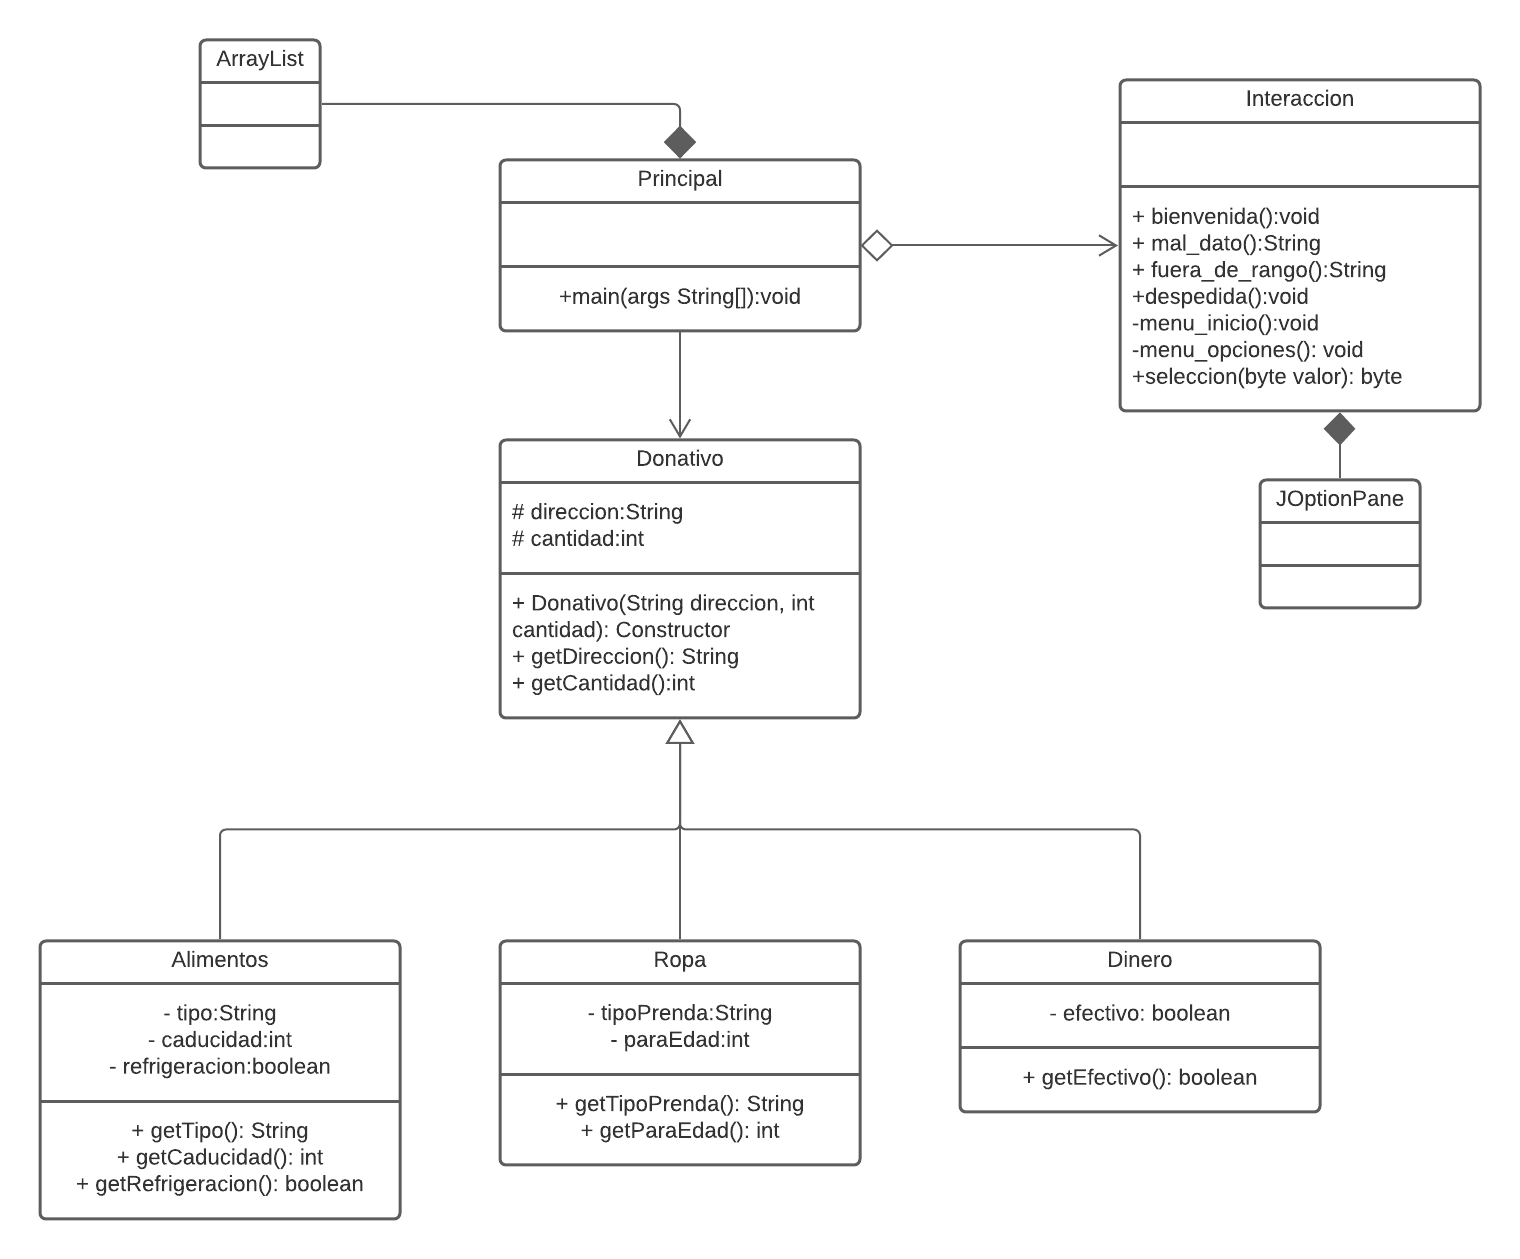 ArrayList
Interaccion
Principal
+ bienvenida():void
+ mal_dato():String
+ fuera_de_rango():String
+despedida():void
-menu_inicio():void
-menu_opciones(): void
+seleccion(byte valor): byte
+main(args String[]):void
Donativo
# direccion:String
# cantidad:int
+ Donativo(String direccion, int
cantidad): Constructor
+ getDireccion(): String
+ getCantidad():int
JOptionPane
Alimentos
- tipo:String
- caducidad:int
- refrigeracion:boolean
+ getTipo(): String
+ getCaducidad(): int
+ getRefrigeracion(): boolean
Ropa
- tipoPrenda:String
- paraEdad:int
+ getTipoPrenda(): String
+ getParaEdad(): int
Dinero
- efectivo: boolean
+ getEfectivo(): boolean